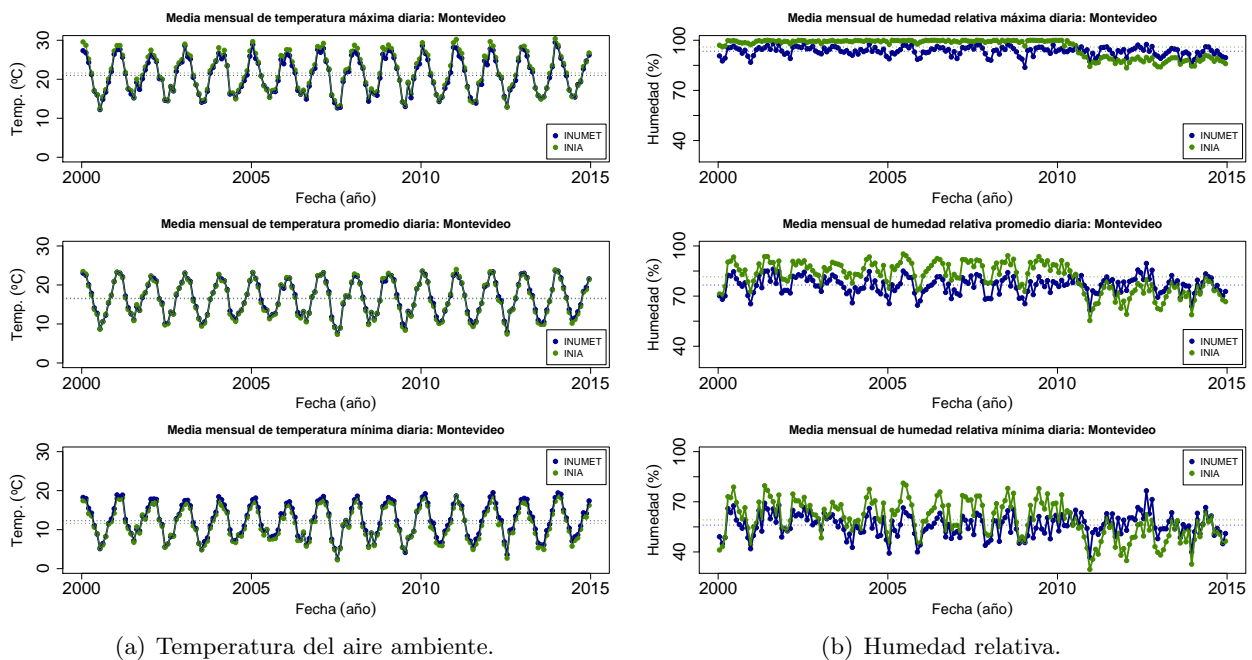 Media mensual de temperatura máxima diaria: Montevideo
Temp. (ºC)
30
20
10
0
INUMET
INIA
2000
2005
2010
2015
Fecha (año)
Media mensual de temperatura promedio diaria: Montevideo
Temp. (ºC)
30
20
10
0
INUMET
INIA
2000
2005
2010
2015
Fecha (año)
Media mensual de temperatura mínima diaria: Montevideo
Temp. (ºC)
30
20
10
0
INUMET
INIA
2000
2005
2010
2015
Fecha (año)
(a) Temperatura del aire ambiente.
Media mensual de humedad relativa máxima diaria: Montevideo
Humedad (%)
100
70
40
INUMET
INIA
2000
2005
2010
2015
Fecha (año)
Media mensual de humedad relativa promedio diaria: Montevideo
Humedad (%)
100
70
40
INUMET
INIA
2000
2005
2010
2015
Fecha (año)
Media mensual de humedad relativa mínima diaria: Montevideo
Humedad (%)
100
70
40
INUMET
INIA
2000
2005
2010
2015
Fecha (año)
(b) Humedad relativa.